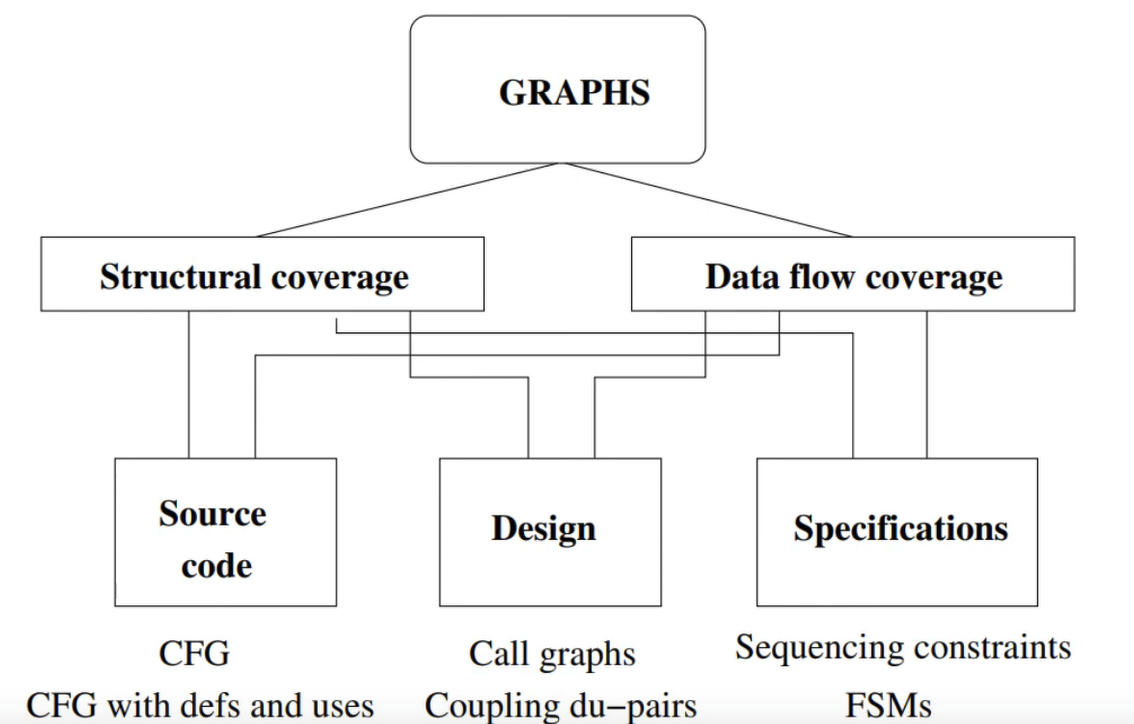 GRAPHS
Structural coverage
Data flow coverage
Source
code
Design
Specifications
CFG
CFG with defs and uses
Call graphs
Coupling du−pairs
Sequencing constraints
FSMs